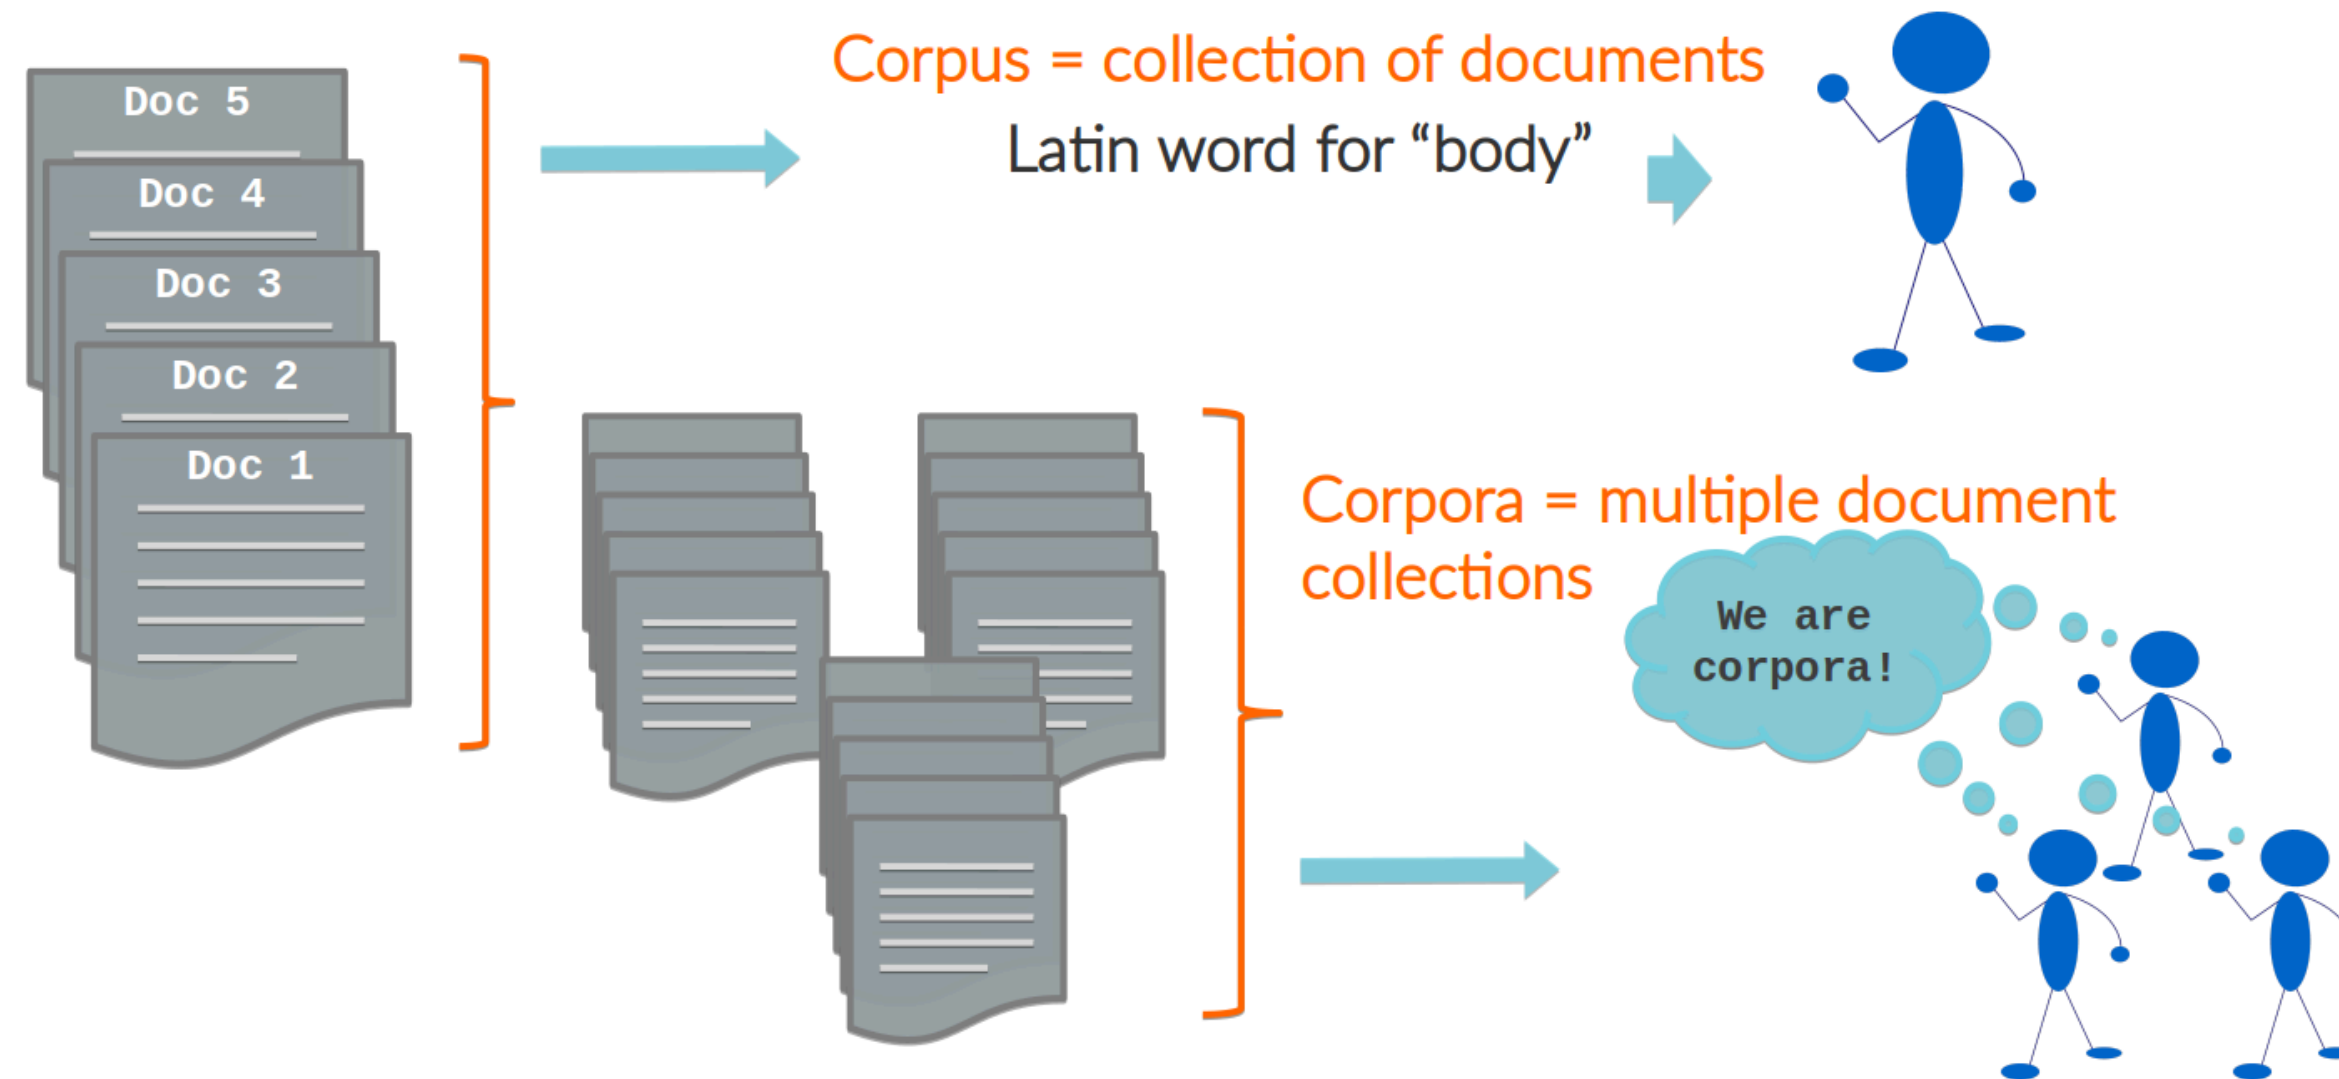 Doc 5
Doc 4
Doc 3
Doc 2
Doc 1
Corpus = collection of documents
Latin word for “body”
Corpora = multiple document
collections
We are
corpora!